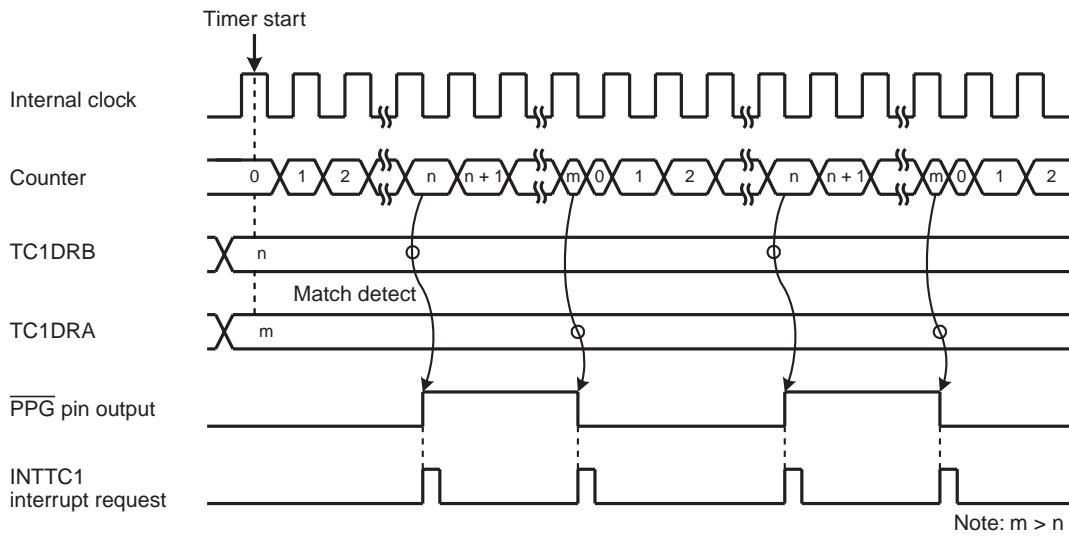 Timer start
Internal clock
Counter
0 1 2 n n + 1 m 0 1 2 n n + 1 m 0 1 2
TC1DRB
n
Match detect
TC1DRA
m
PPG pin output
INTTC1
interrupt request
Note: m > n